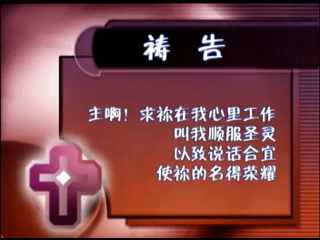 祷 告
主啊！求祢在我心里工作
叫我顺服圣灵
以致说话合宜
使祢的名得荣耀